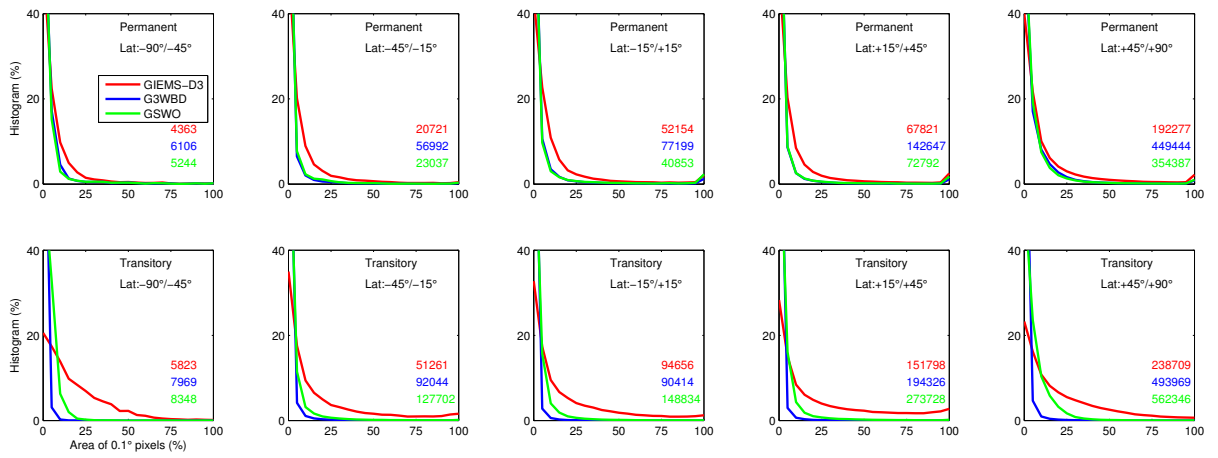 40
20
0
Histogram (%)
Permanent
Lat:−90°/−45°
GIEMS−D3
G3WBD
GSWO
4363
6106
5244
0 25 50 75 100
40
20
0
Permanent
Lat:−45°/−15°
20721
56992
23037
0 25 50 75 100
40
20
0
Permanent
Lat:−15°/+15°
52154
77199
40853
0 25 50 75 100
40
20
0
Permanent
Lat:+15°/+45°
67821
142647
72792
0 25 50 75 100
40
20
0
Permanent
Lat:+45°/+90°
192277
449444
354387
0 25 50 75 100
40
20
0
Histogram (%)
Transitory
Lat:−90°/−45°
5823
7969
8348
0 25 50 75 100
Area of 0.1° pixels (%)
40
20
0
Transitory
Lat:−45°/−15°
51261
92044
127702
0 25 50 75 100
40
20
0
Transitory
Lat:−15°/+15°
94656
90414
148834
0 25 50 75 100
40
20
0
Transitory
Lat:+15°/+45°
151798
194326
273728
0 25 50 75 100
40
20
0
Transitory
Lat:+45°/+90°
238709
493969
562346
0 25 50 75 100